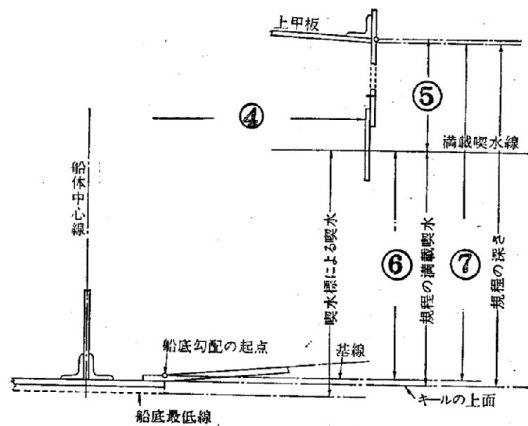 上甲板
⑤
④
満載喫水線
船体中心線
喫水標による喫水
⑥
規程の満載喫水
⑦
規程の深さ
船底勾配の起点
基線
キールの上面
船底最低線